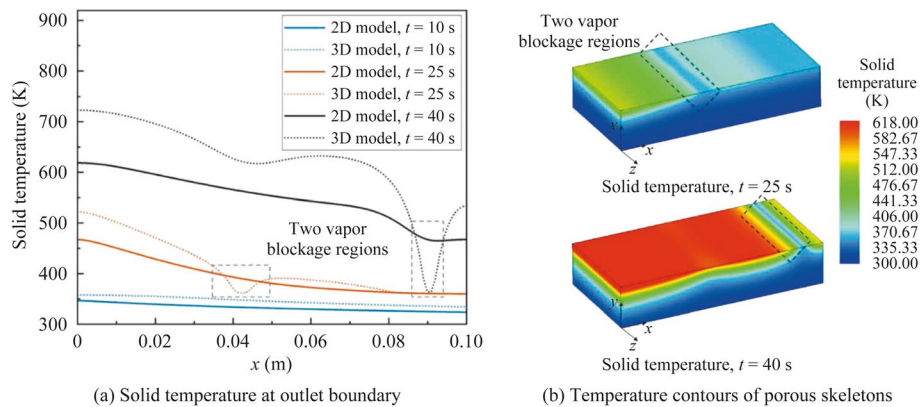 900
800
700
600
500
400
300
Solid temperature (K)
2D model, t = 10 s
3D model, t = 10 s
2D model, t = 25 s
3D model, t = 25 s
2D model, t = 40 s
3D model, t = 40 s
Two vapor
blockage regions
0 0.02 0.04 0.06 0.08 0.10
x (m)
(a) Solid temperature at outlet boundary
Two vapor
blockage regions
y
x
z
Solid temperature, t = 25 s
y
x
z
Solid temperature, t = 40 s
Solid
temperature
(K)
618.00
582.67
547.33
512.00
476.67
441.33
406.00
370.67
335.33
300.00
(b) Temperature contours of porous skeletons